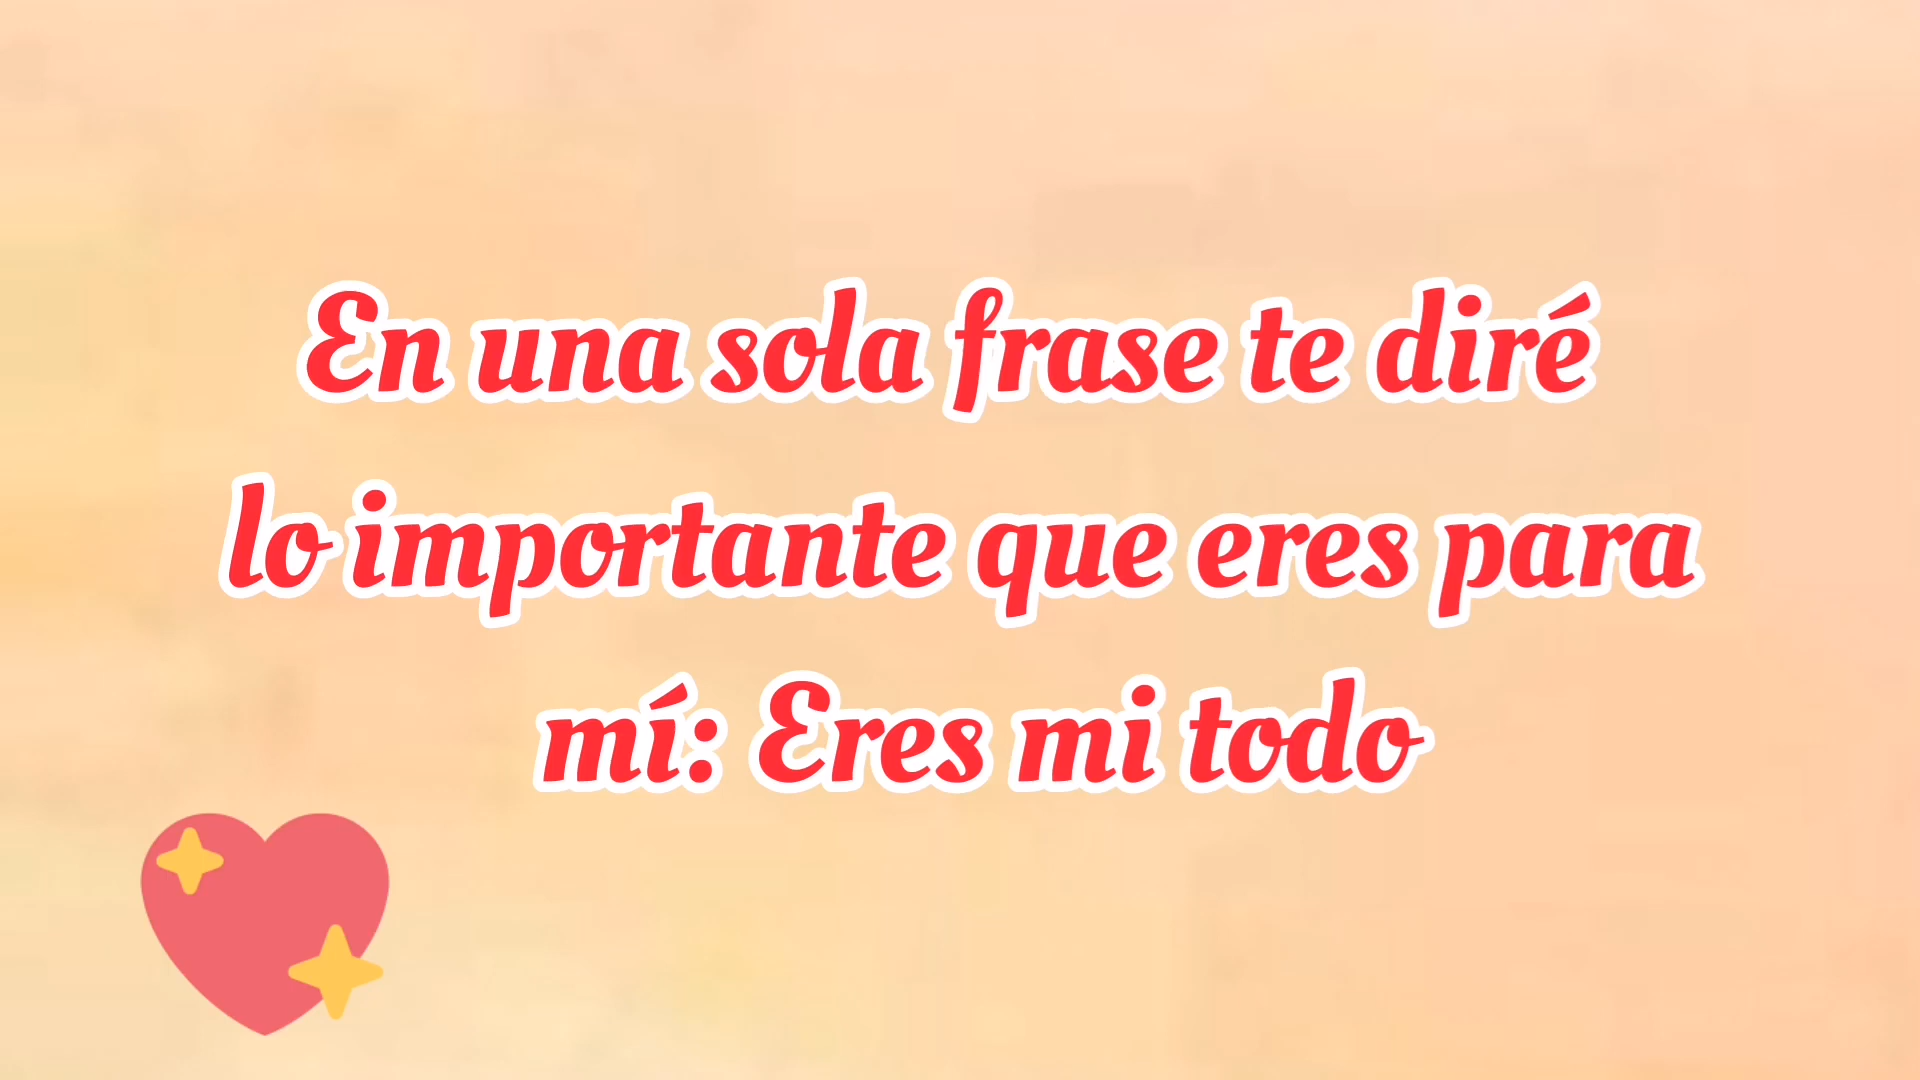 En una sola frase te diré
lo importante que eres para
mí: Eres mi todo